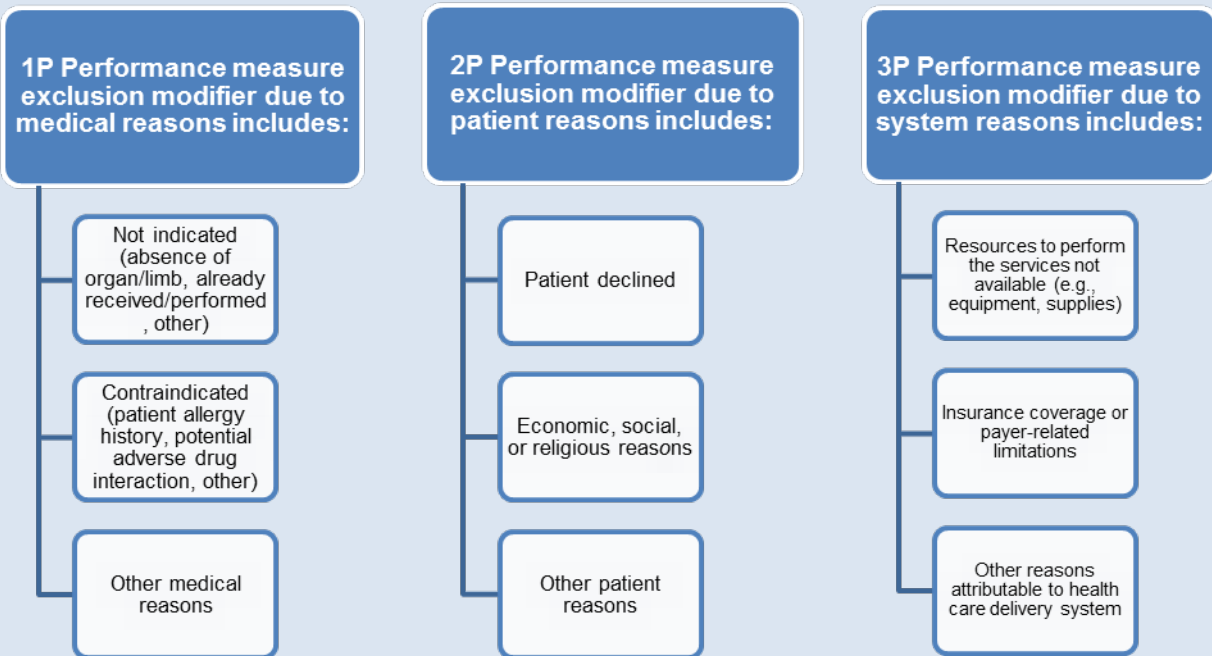 1P Performance measure
exclusion modifier due to
medical reasons includes:
Not indicated
(absence of
organ/limb, already
received/performed
, other)
Contraindicated
(patient allergy
history, potential
adverse drug
interaction, other)
Other medical
reasons
2P Performance measure
exclusion modifier due to
patient reasons includes:
Patient declined
Economic, social,
or religious reasons
Other patient
reasons
3P Performance measure
exclusion modifier due to
system reasons includes:
Resources to perform
the services not
available (e.g.,
equipment, supplies)
Insurance coverage or
payer-related
limitations
Other reasons
attributable to health
care delivery system